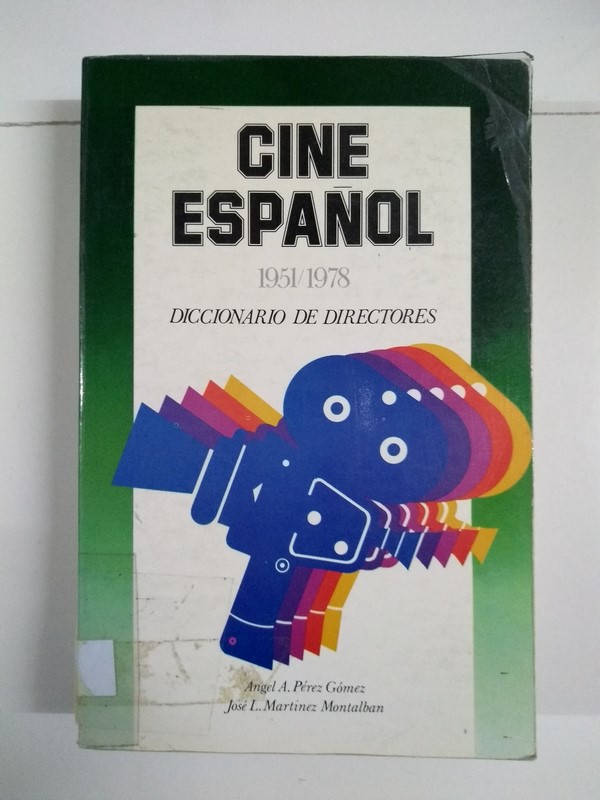 CINE
ESPAÑOL
1951/1978
DICCIONARIO DE DIRECTORES
Angel A. Pérez Gómez
José L. Martínez Montalban